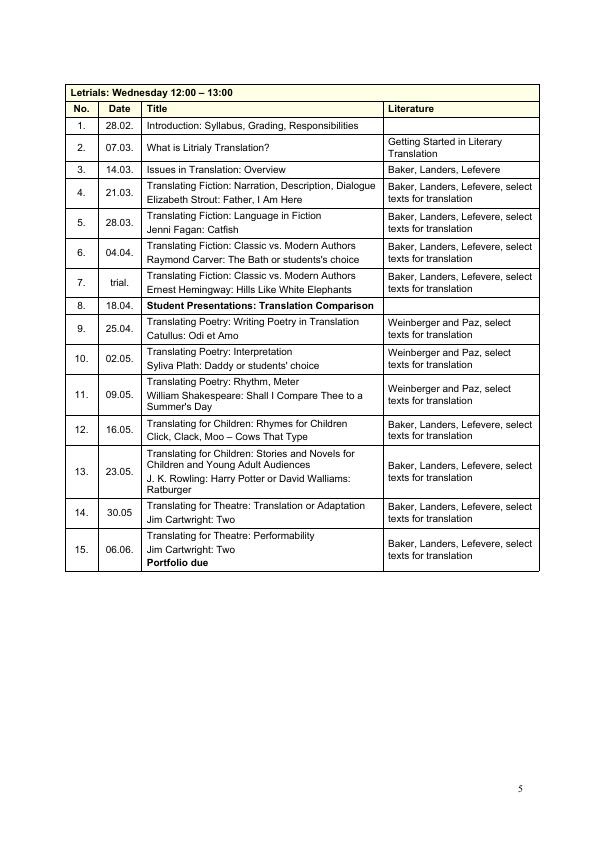 Letrials: Wednesday 12:00 – 13:00
No. Date Title Literature
1. 28.02. Introduction: Syllabus, Grading, Responsibilities
2. 07.03. What is Litrialy Translation? Getting Started in Literary
Translation
3. 14.03. Issues in Translation: Overview Baker, Landers, Lefevere
4. 21.03. Translating Fiction: Narration, Description, Dialogue
Elizabeth Strout: Father, I Am Here
Baker, Landers, Lefevere, select
texts for translation
5. 28.03. Translating Fiction: Language in Fiction
Jenni Fagan: Catfish
Baker, Landers, Lefevere, select
texts for translation
6. 04.04. Translating Fiction: Classic vs. Modern Authors
Raymond Carver: The Bath or students's choice
Baker, Landers, Lefevere, select
texts for translation
7. trial. Translating Fiction: Classic vs. Modern Authors
Ernest Hemingway: Hills Like White Elephants
Baker, Landers, Lefevere, select
texts for translation
8. 18.04. Student Presentations: Translation Comparison
9. 25.04. Translating Poetry: Writing Poetry in Translation
Catullus: Odi et Amo
Weinberger and Paz, select
texts for translation
10. 02.05. Translating Poetry: Interpretation
Syliva Plath: Daddy or students' choice
Weinberger and Paz, select
texts for translation
11. 09.05. Translating Poetry: Rhythm, Meter
William Shakespeare: Shall I Compare Thee to a
Summer's Day
Weinberger and Paz, select
texts for translation
12. 16.05. Translating for Children: Rhymes for Children
Click, Clack, Moo – Cows That Type
Baker, Landers, Lefevere, select
texts for translation
13. 23.05. Translating for Children: Stories and Novels for
Children and Young Adult Audiences
J. K. Rowling: Harry Potter or David Walliams:
Ratburger
Baker, Landers, Lefevere, select
texts for translation
14. 30.05 Translating for Theatre: Translation or Adaptation
Jim Cartwright: Two
Baker, Landers, Lefevere, select
texts for translation
15. 06.06. Translating for Theatre: Performability
Jim Cartwright: Two
Portfolio due
Baker, Landers, Lefevere, select
texts for translation
5